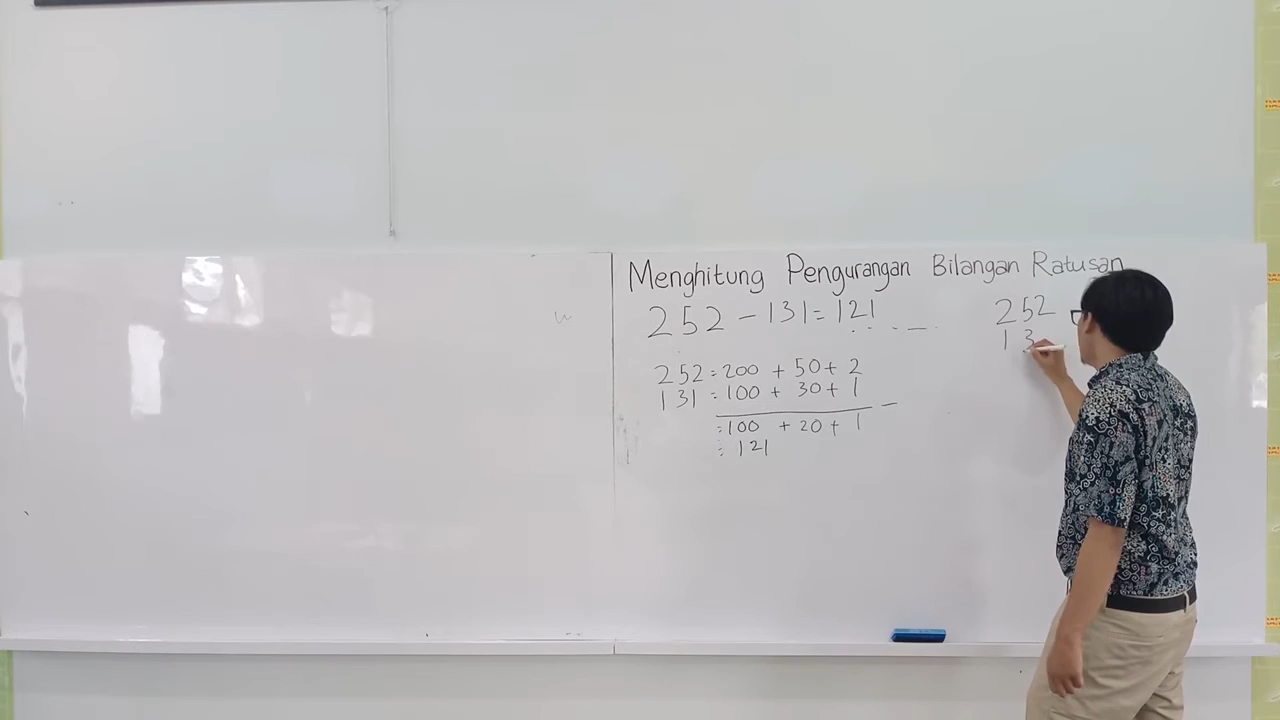 Menghitung Pengurangan Bilangan Ratusan
252 - 131 = 121
252 = 200 + 50 + 2
131 = 100 + 30 + 1
-
= 100 + 20 + 1
= 121
252
13